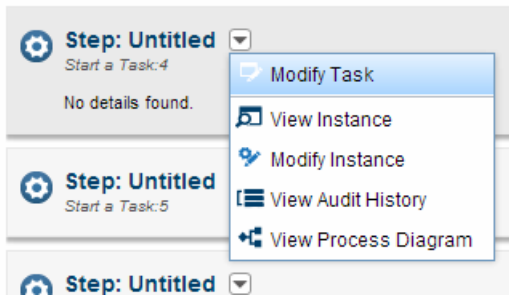 Step: Untitled
Start a Task:4
No details found.
Modify Task
View Instance
Modify Instance
View Audit History
View Process Diagram
Step: Untitled
Start a Task:5
Step: Untitled